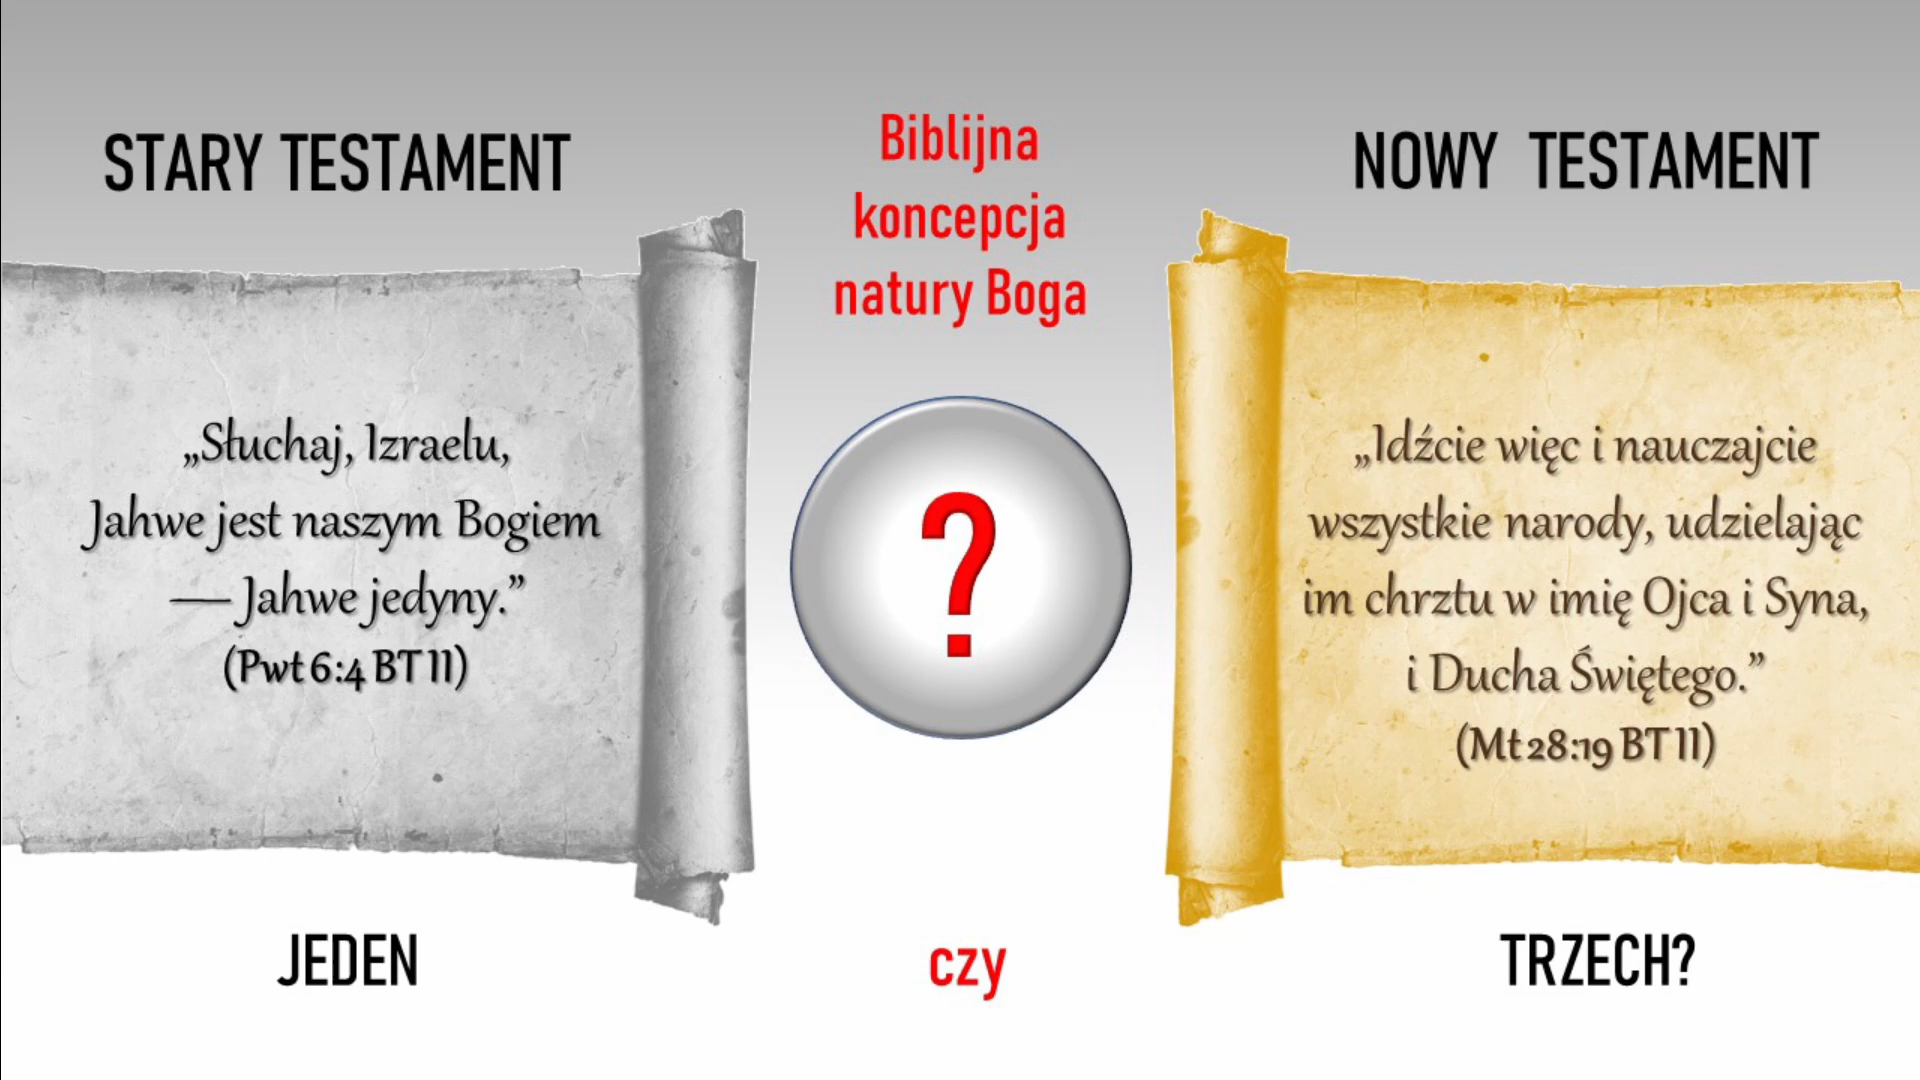 STARY TESTAMENT
„Słuchaj, Izraelu,
Jahwe jest naszym Bogiem
— Jahwe jedyny.”
(Pwt 6:4 BT II)
JEDEN
Biblijna
koncepcja
natury Boga
?
czy
NOWY TESTAMENT
„Idźcie więc i nauczajcie
wszystkie narody, udzielając
im chrztu w imię Ojca i Syna,
i Ducha Świętego.”
(Mt 28:19 BT II)
TRZECH?